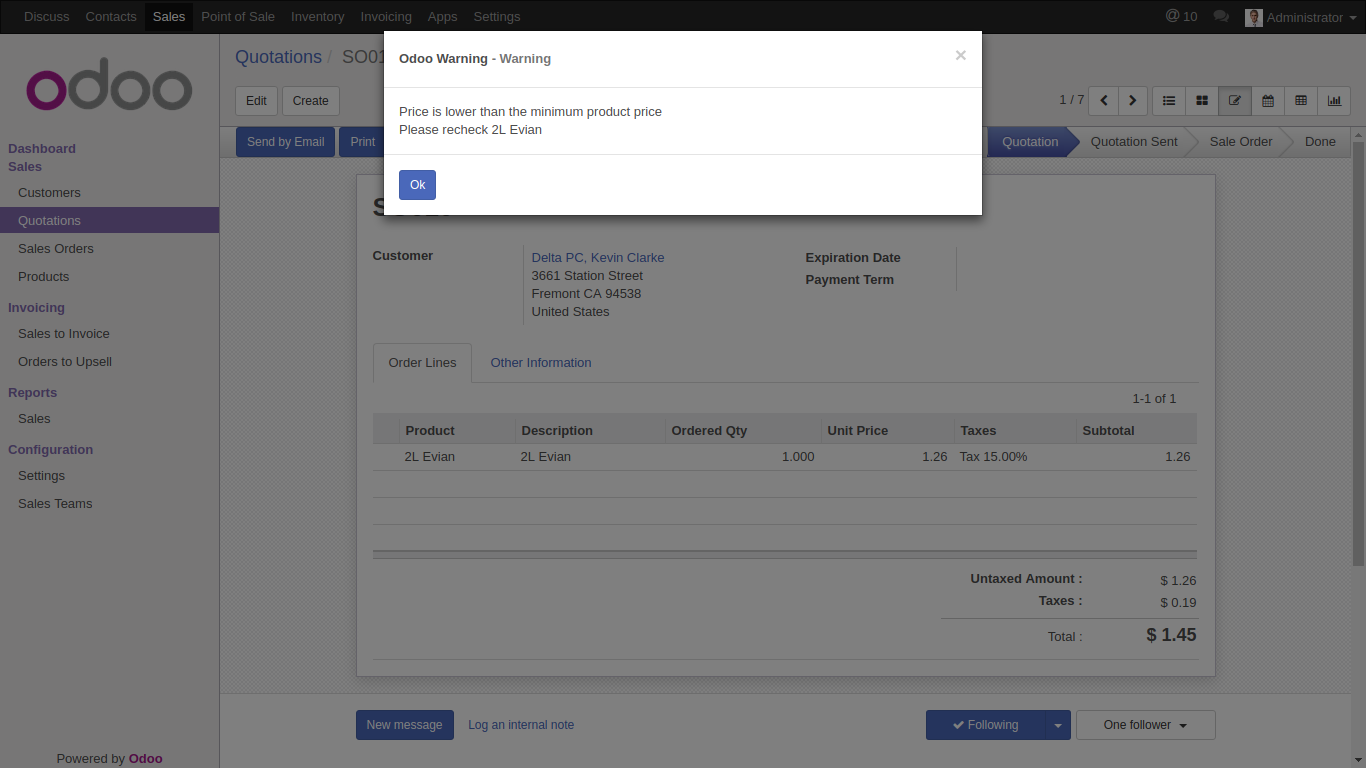 Discuss Contacts Sales Point of Sale Inventory Invoicing Apps Settings @ 10 Administrator
odoo
Dashboard
Sales
Customers
Quotations
Sales Orders
Products
Invoicing
Sales to Invoice
Orders to Upsell
Reports
Sales
Configuration
Settings
Sales Teams
Powered by Odoo
Quotations / SO01
Edit Create
1 / 7
Send by Email Print
Quotation Quotation Sent Sale Order Done
Odoo Warning - Warning ×
Price is lower than the minimum product price
Please recheck 2L Evian
Ok
Customer
Delta PC, Kevin Clarke
3661 Station Street
Fremont CA 94538
United States
Expiration Date
Payment Term
Order Lines Other Information
1-1 of 1
Product Description Ordered Qty Unit Price Taxes Subtotal
2L Evian 2L Evian 1.000 1.26 Tax 15.00% 1.26
Untaxed Amount : $ 1.26
Taxes : $ 0.19
Total : $ 1.45
New message Log an internal note Following One follower